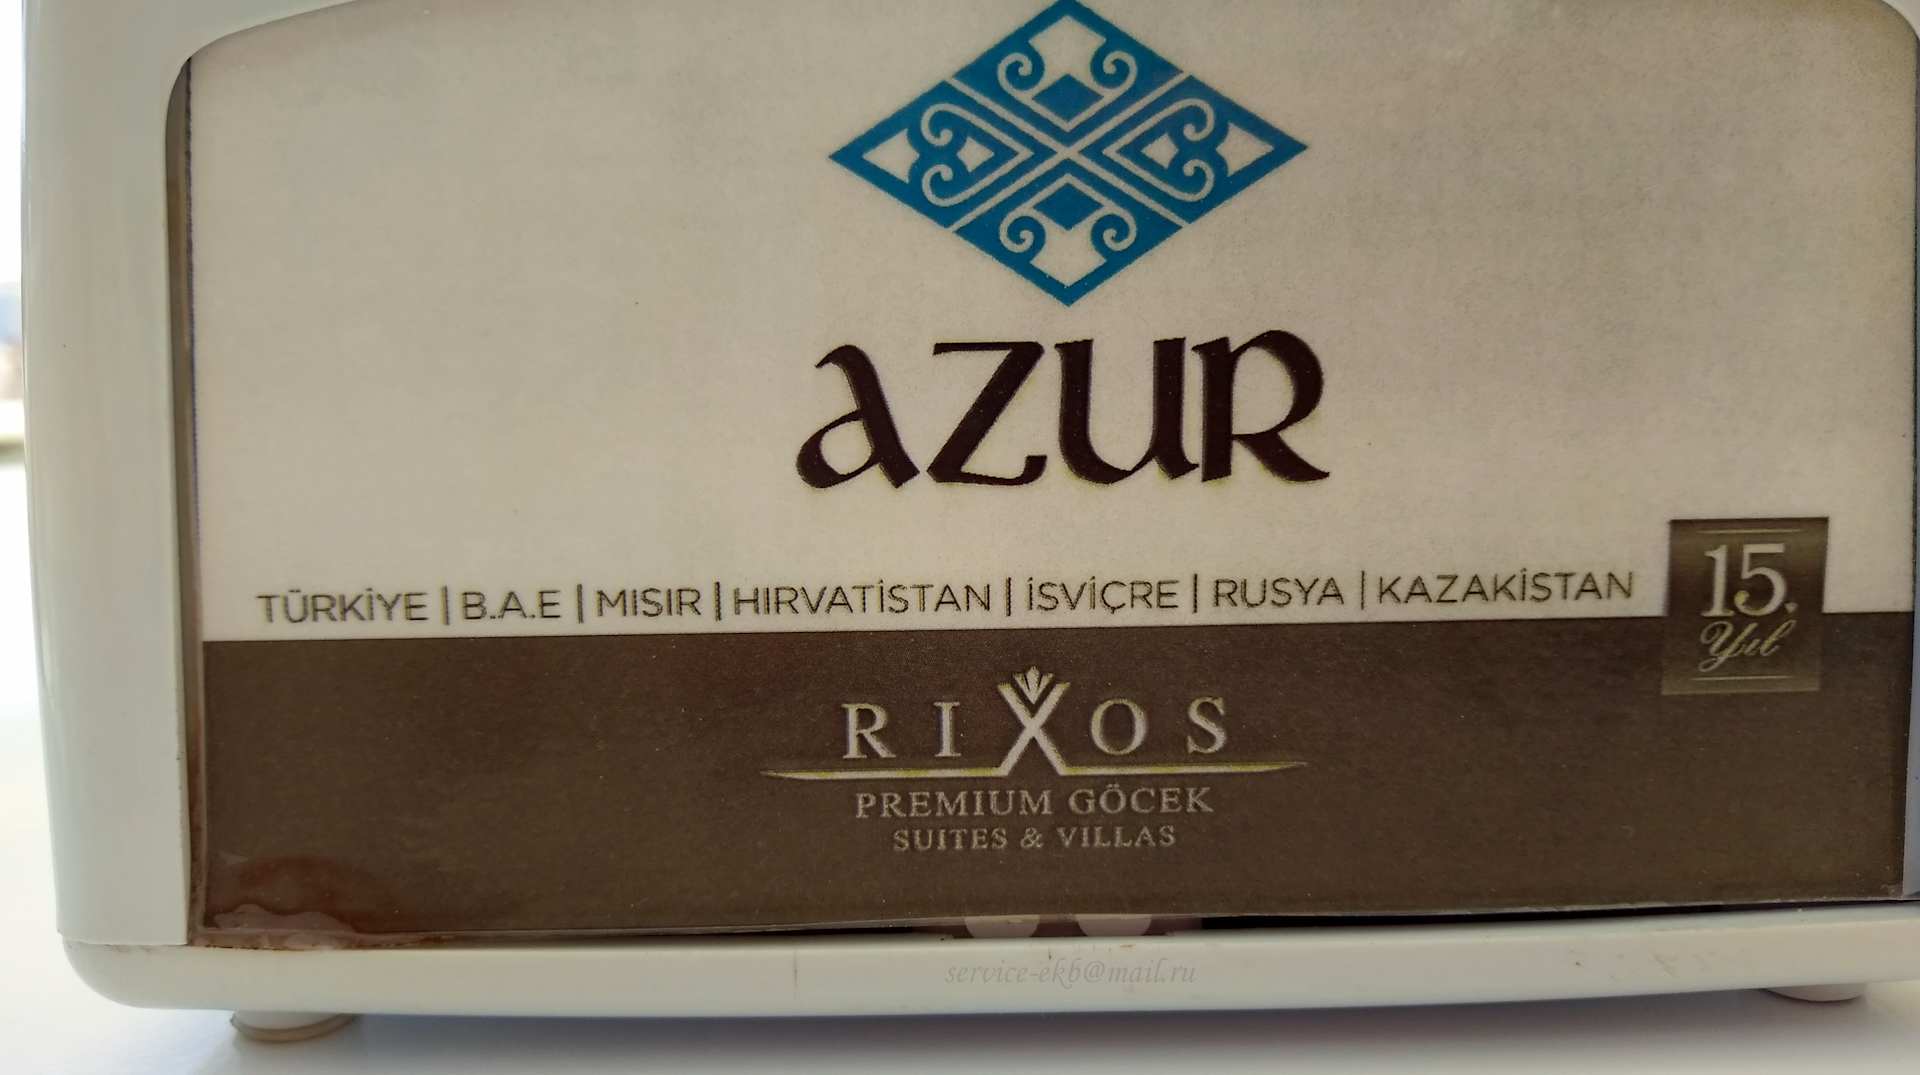 AZUR
TÜRKİYE | B.A.E | MISIR | HIRVATİSTAN | İSVİÇRE | RUSYA | KAZAKİSTAN
15.
Yıl
RIXOS
PREMIUM GÖCEK
SUITES & VILLAS
service-ekb@mail.ru